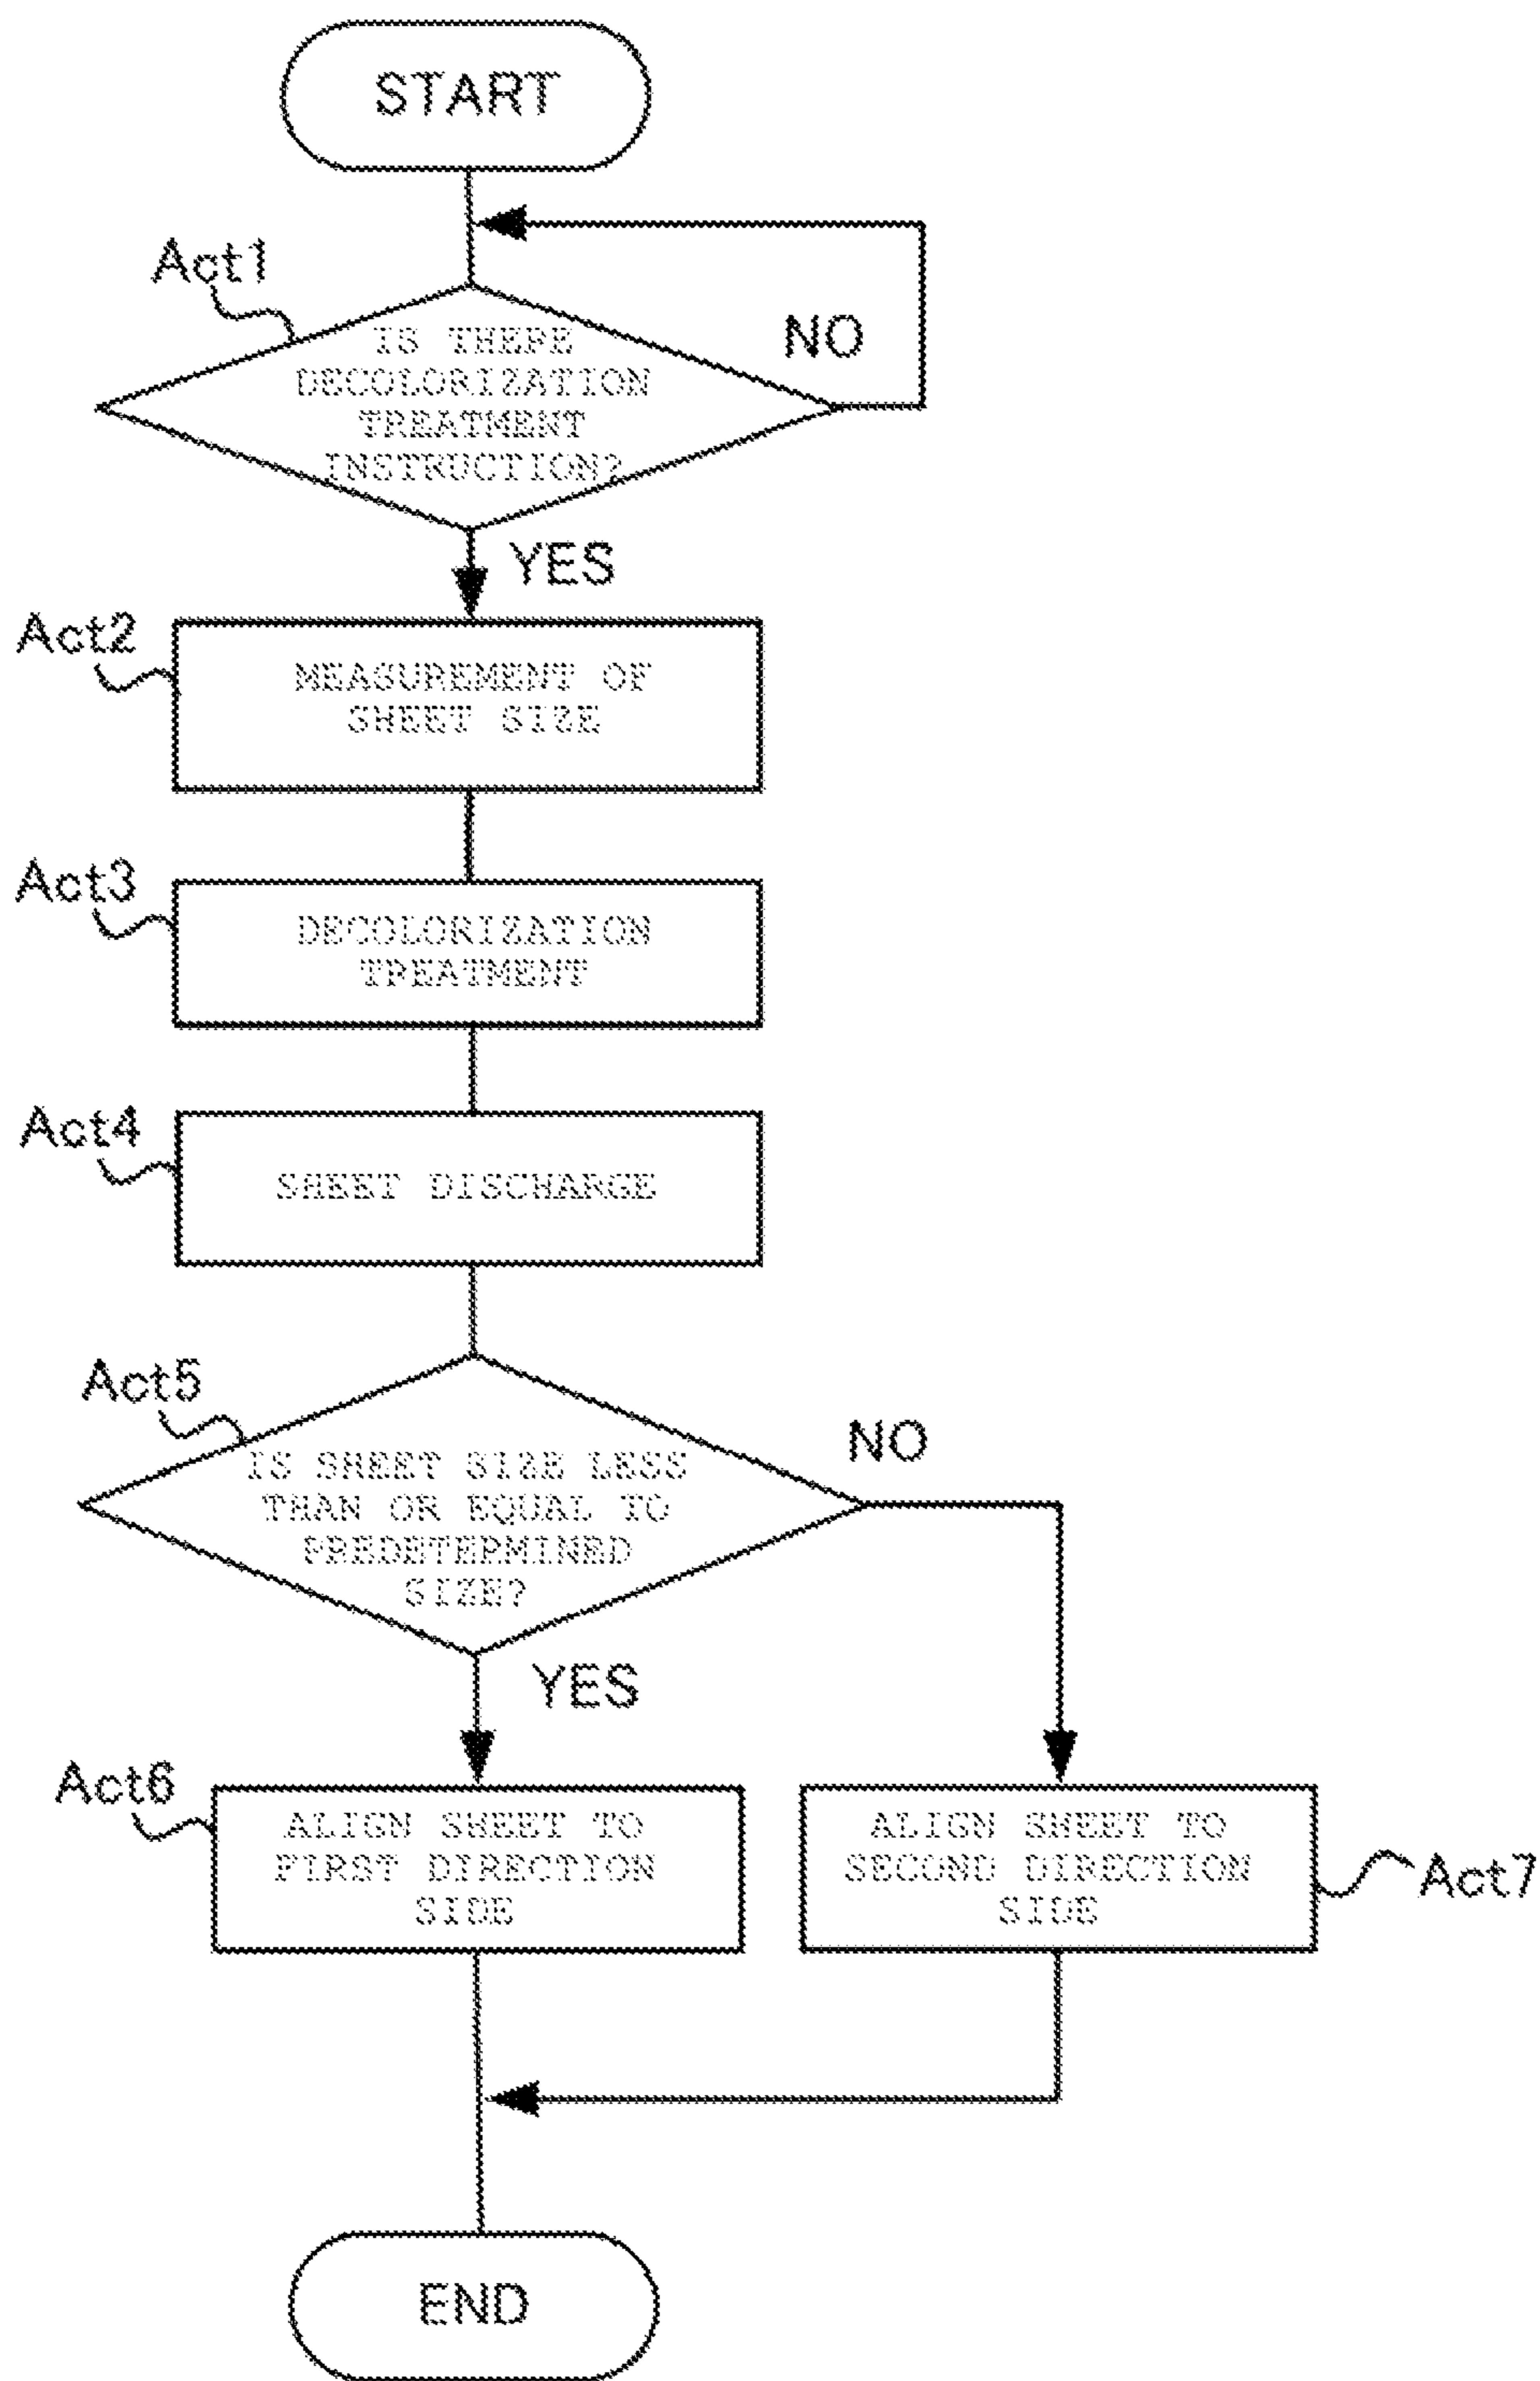 START
Act1
IS THERE
DECOLORIZATION
TREATMENT
INSTRUCTION?
NO
YES
Act2
MEASUREMENT OF
SHEET SIZE
Act3
DECOLORIZATION
TREATMENT
Act4
SHEET DISCHARGE
Act5
IS SHEET SIZE LESS
THAN OR EQUAL TO
PREDETERMINED
SIZE?
NO
YES
Act6
ALIGN SHEET TO
FIRST DIRECTION
SIDE
ALIGN SHEET TO
SECOND DIRECTION
SIDE
Act7
END